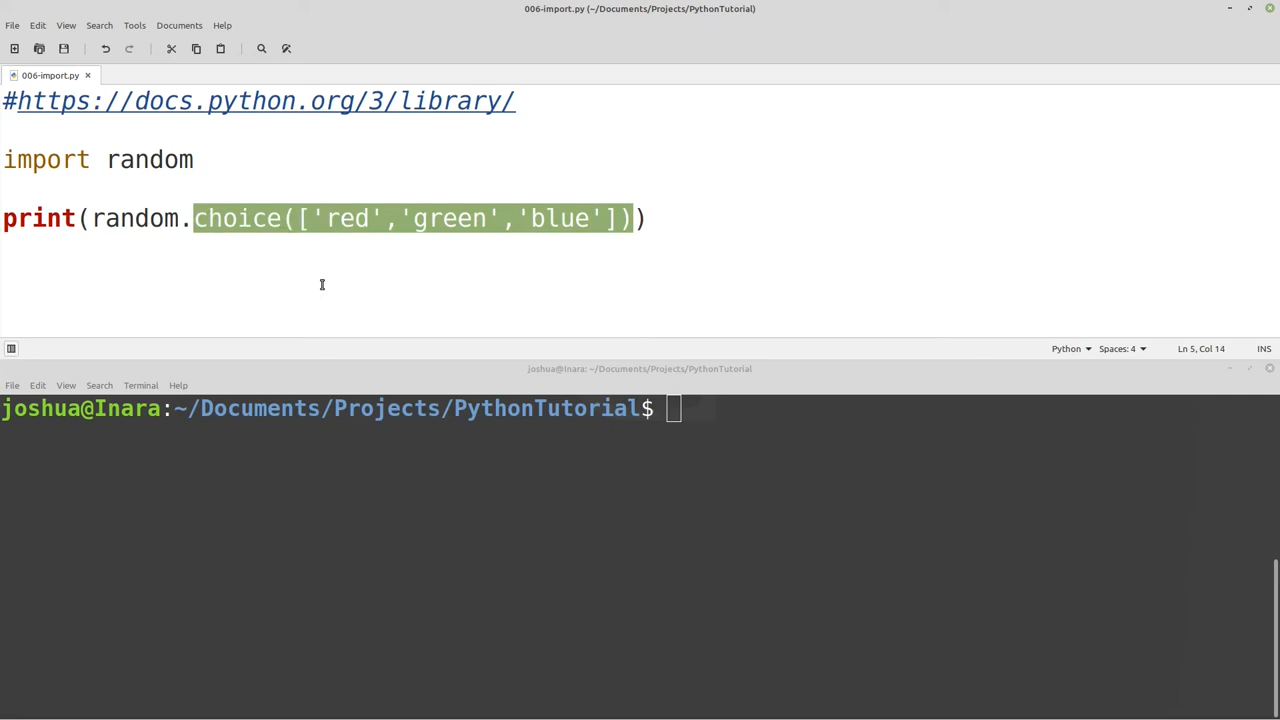 006-import.py (~/Documents/Projects/PythonTutorial)
File Edit View Search Tools Documents Help
006-import.py
#https://docs.python.org/3/library/
import random
print(random.choice(['red','green','blue']))
Python Spaces: 4 Ln 5, Col 14 INS
joshua@Inara: ~/Documents/Projects/PythonTutorial
File Edit View Search Terminal Help
joshua@Inara:~/Documents/Projects/PythonTutorial$